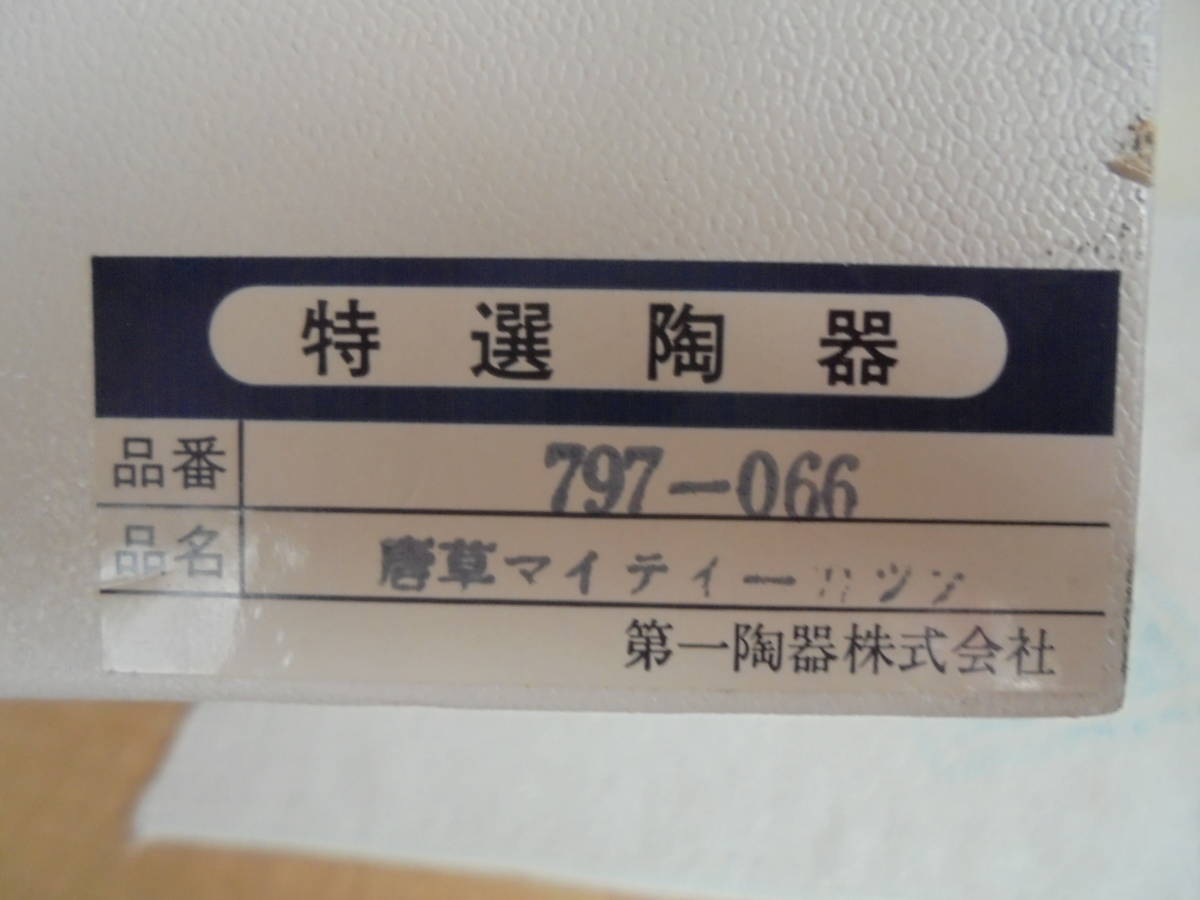 特選陶器
品番 797-066
品名 唐草マイティー
第一陶器株式会社